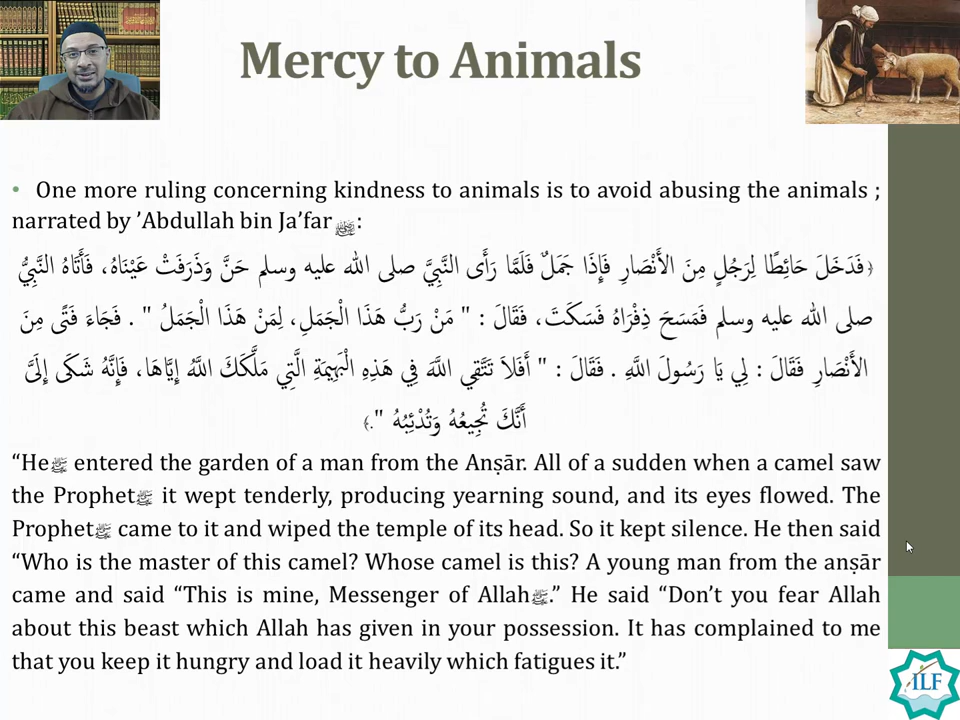 Mercy to Animals
• One more ruling concerning kindness to animals is to avoid abusing the animals ;
narrated by ’Abdullah bin Ja’far :
﴿ فَدَخَلَ حَائِطًا لِرَجُلٍ مِنَ الأَنْصَارِ فَإِذَا جَمَلٌ فَلَمَّا رَأَى النَّبِيَّ صلى الله عليه وسلم حَنَّ وَذَرَفَتْ عَيْنَاهُ، فَأَتَاهُ النَّبِيُّ
صلى الله عليه وسلم فَمَسَحَ ذِفْرَاهُ فَسَكَتَ، فَقَالَ : " مَنْ رَبُّ هَذَا الْجَمَلِ، لِمَنْ هَذَا الْجَمَلُ " . فَجَاءَ فَتًى مِنَ
الأَنْصَارِ فَقَالَ : لِي يَا رَسُولَ اللَّهِ . فَقَالَ : " أَفَلاَ تَتَّقِي اللَّهَ فِي هَذِهِ الْبَهِيمَةِ الَّتِي مَلَّكَكَ اللَّهُ إِيَّاهَا، فَإِنَّهُ شَكَى إِلَىَّ
أَنَّكَ تُجِيعُهُ وَتُدْئِبُهُ ".﴾
“Heﷺ entered the garden of a man from the Anṣār. All of a sudden when a camel saw
the Prophetﷺ it wept tenderly, producing yearning sound, and its eyes flowed. The
Prophetﷺ came to it and wiped the temple of its head. So it kept silence. He then said
“Who is the master of this camel? Whose camel is this? A young man from the anṣār
came and said “This is mine, Messenger of Allahﷺ.” He said “Don’t you fear Allah
about this beast which Allah has given in your possession. It has complained to me
that you keep it hungry and load it heavily which fatigues it.”
ILF